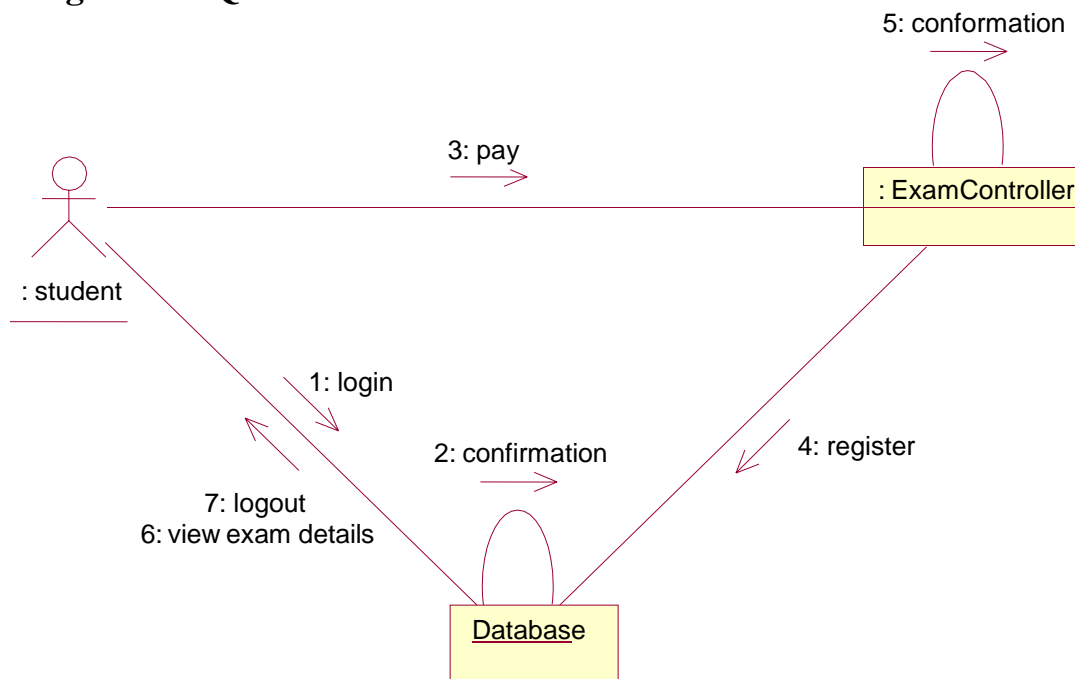 5: conformation
3: pay
: ExamController
: student
1: login
2: confirmation
4: register
7: logout
6: view exam details
Database